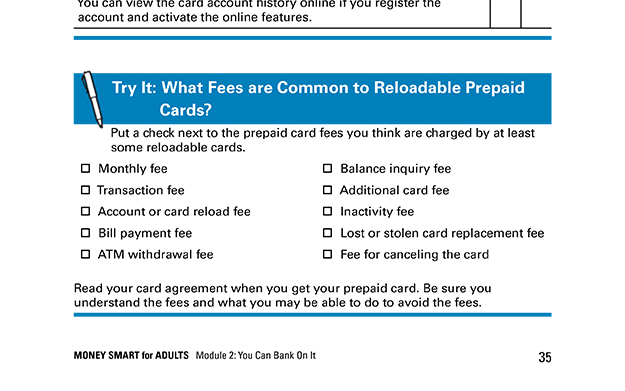 You can view the card account history online if you register the
account and activate the online features.
Try It: What Fees are Common to Reloadable Prepaid
Cards?
Put a check next to the prepaid card fees you think are charged by at least
some reloadable cards.
Monthly fee
Transaction fee
Account or card reload fee
Bill payment fee
ATM withdrawal fee
Balance inquiry fee
Additional card fee
Inactivity fee
Lost or stolen card replacement fee
Fee for canceling the card
Read your card agreement when you get your prepaid card. Be sure you
understand the fees and what you may be able to do to avoid the fees.
MONEY SMART for ADULTS Module 2: You Can Bank On It
35